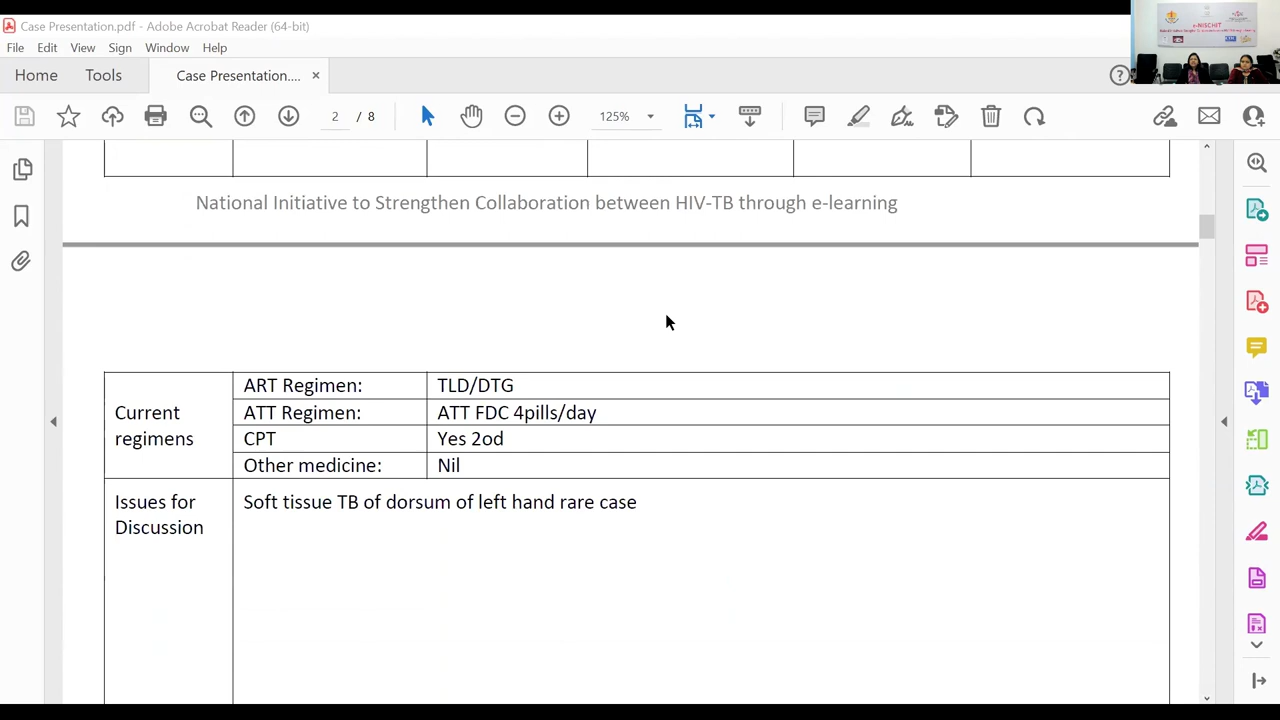 Case Presentation.pdf - Adobe Acrobat Reader (64-bit)
File Edit View Sign Window Help
Home Tools Case Presentation.... ×
2 / 8 125%
National Initiative to Strengthen Collaboration between HIV-TB through e-learning
Current regimens
ART Regimen: TLD/DTG
ATT Regimen: ATT FDC 4pills/day
CPT Yes 2od
Other medicine: Nil
Issues for Discussion
Soft tissue TB of dorsum of left hand rare case
e-NISCHIT